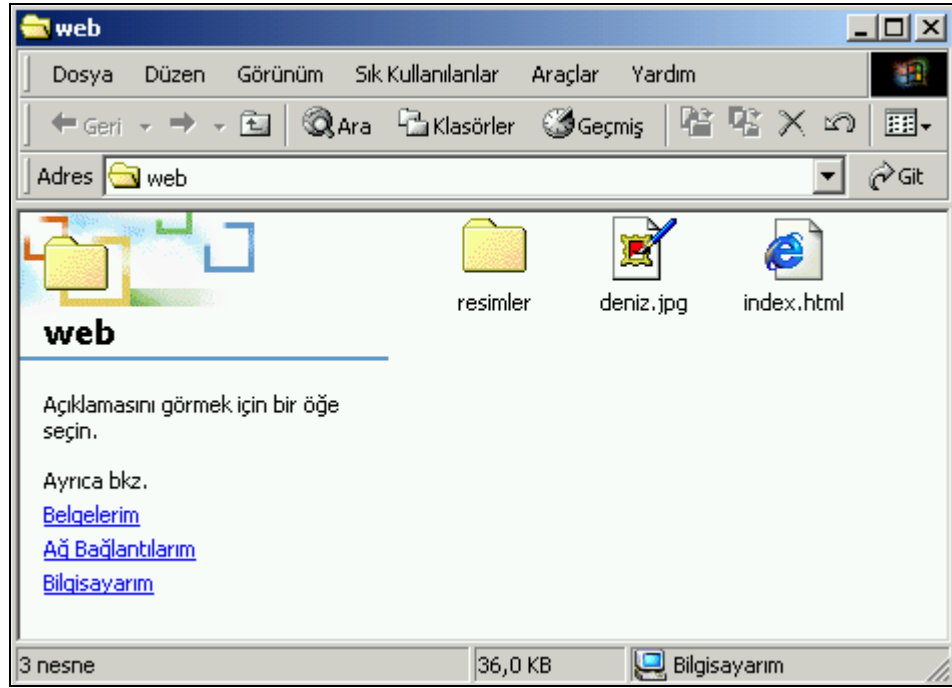 web
Dosya Düzen Görünüm Sık Kullanılanlar Araçlar Yardım
Geri Ara Klasörler Geçmiş
Adres web Git
resimler deniz.jpg index.html
web
Açıklamasını görmek için bir öğe
seçin.
Ayrıca bkz.
Belgelerim
Ağ Bağlantılarım
Bilgisayarım
3 nesne 36,0 KB Bilgisayarım